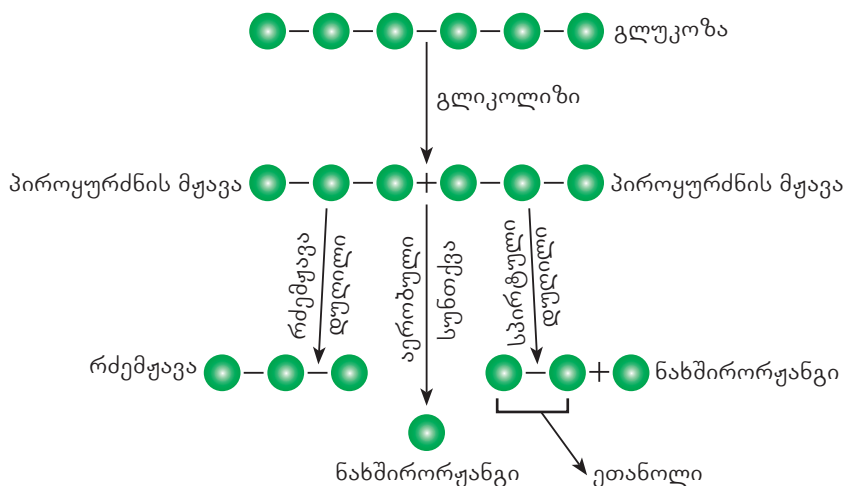 გლუკოზა
გლიკოლიზი
პიროყურძნის მჟავა
პიროყურძნის მჟავა
რძემჟავა
დუღილი
აერობული
სუნთქვა
სპირტული
დუღილი
რძემჟავა
ნახშირორჟანგი
ნახშირორჟანგი
ეთანოლი